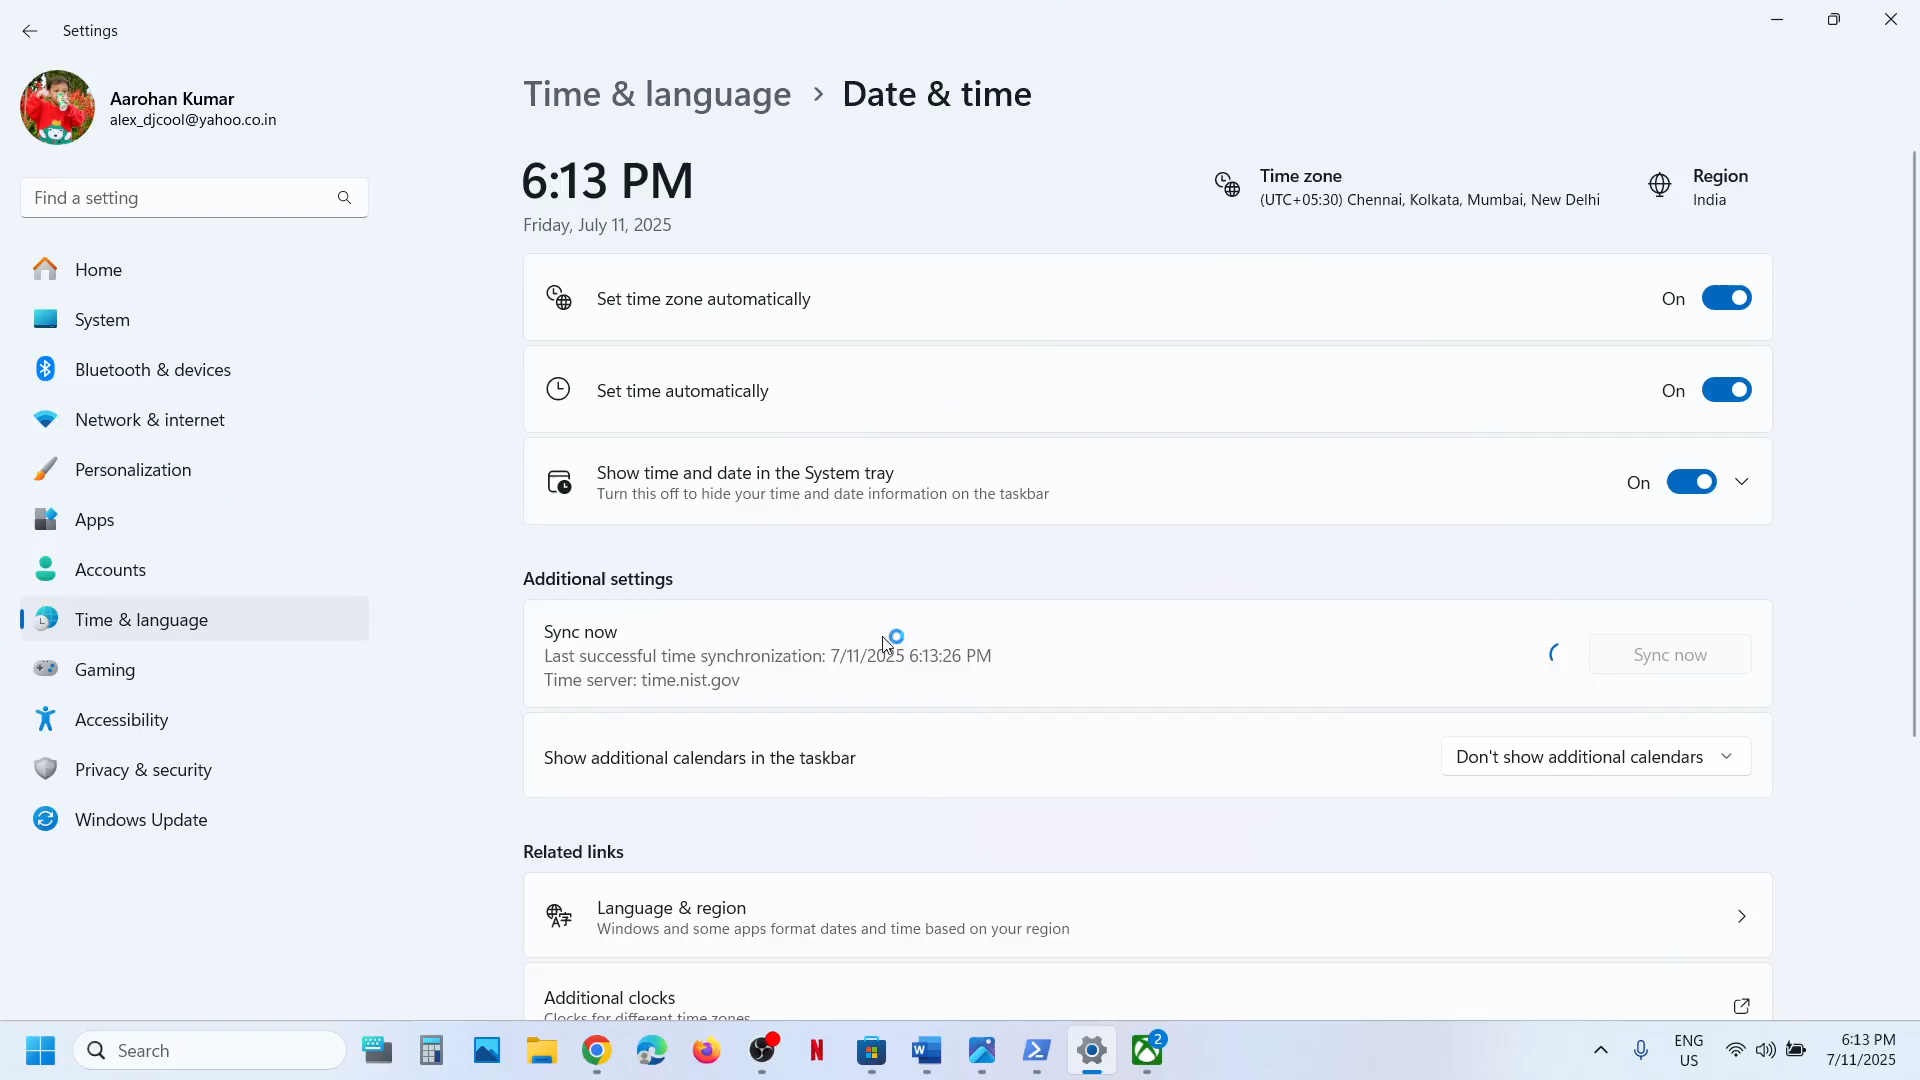 Settings
Aarohan Kumar
alex_djcool@yahoo.co.in
Find a setting
Home
System
Bluetooth & devices
Network & internet
Personalization
Apps
Accounts
Time & language
Gaming
Accessibility
Privacy & security
Windows Update
Time & language > Date & time
6:13 PM
Friday, July 11, 2025
Time zone
(UTC+05:30) Chennai, Kolkata, Mumbai, New Delhi
Region
India
Set time zone automatically On
Set time automatically On
Show time and date in the System tray
Turn this off to hide your time and date information on the taskbar
On
Additional settings
Sync now
Last successful time synchronization: 7/11/2025 6:13:26 PM
Time server: time.nist.gov
Sync now
Show additional calendars in the taskbar Don't show additional calendars
Related links
Language & region
Windows and some apps format dates and time based on your region
Additional clocks
Clocks for different time zones
Search
N
W
2
ENG
US
6:13 PM
7/11/2025